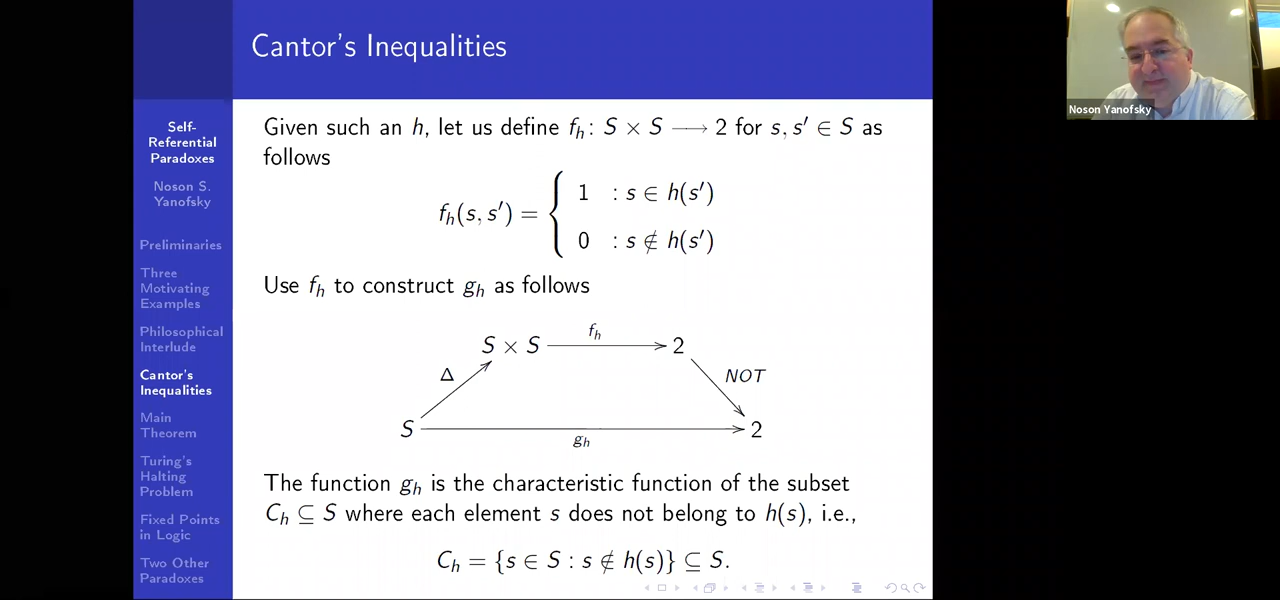 Cantor's Inequalities
Self-
Referential
Paradoxes
Noson S.
Yanofsky
Preliminaries
Three
Motivating
Examples
Philosophical
Interlude
Cantor's
Inequalities
Main
Theorem
Turing's
Halting
Problem
Fixed Points
in Logic
Two Other
Paradoxes
Given such an h, let us define f_h : S × S ⟶ 2 for s, s′ ∈ S as
follows
f_h(s, s′) = { 1 : s ∈ h(s′)
0 : s ∉ h(s′)
Use f_h to construct g_h as follows
f_h
S × S 2
Δ NOT
S 2
g_h
The function g_h is the characteristic function of the subset
C_h ⊆ S where each element s does not belong to h(s), i.e.,
C_h = {s ∈ S : s ∉ h(s)} ⊆ S.
Noson Yanofsky